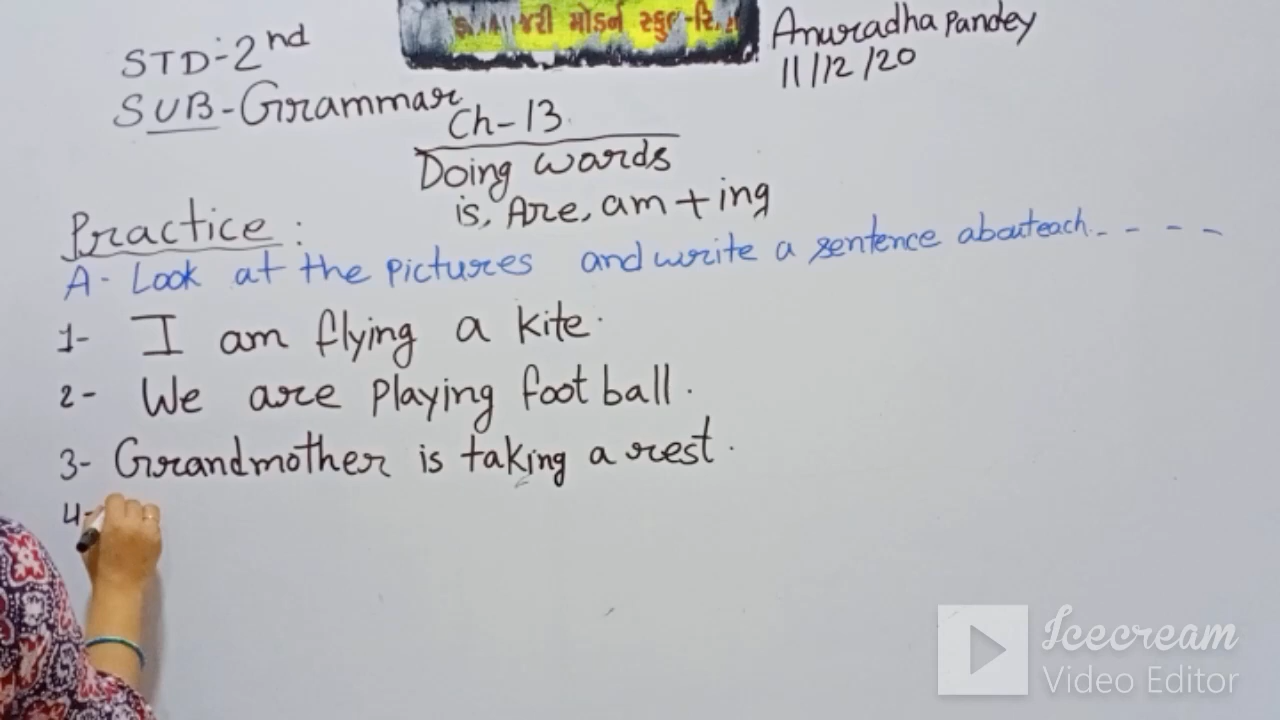 મોડર્ન સ્કુલ
Anuradha Pandey
11/12/20
STD-2nd
SUB-Grammar
Ch-13
Doing wards
is, Are, am + ing
Practice :
A- Look at the pictures and write a sentence about each - - - -
1- I am flying a kite.
2- We are playing foot ball.
3- Grandmother is taking a rest.
4-
Icecream
Video Editor